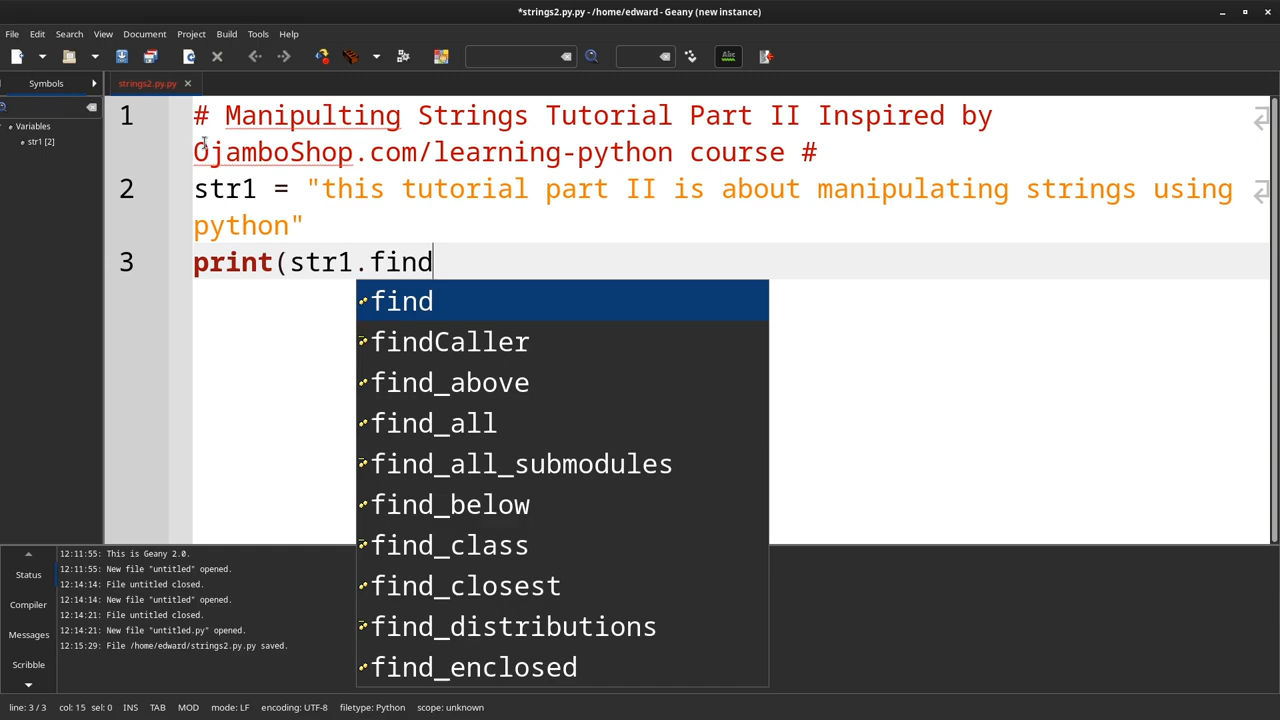 *strings2.py.py - /home/edward - Geany (new instance)
File Edit Search View Document Project Build Tools Help
Symbols
strings2.py.py
Variables
str1 [2]
1 # Manipulting Strings Tutorial Part II Inspired by
OjamboShop.com/learning-python course #
2 str1 = "this tutorial part II is about manipulating strings using
python"
3 print(str1.find
find
findCaller
find_above
find_all
find_all_submodules
find_below
find_class
find_closest
find_distributions
find_enclosed
Status
Compiler
Messages
Scribble
12:11:55: This is Geany 2.0.
12:11:55: New file "untitled" opened.
12:14:14: File untitled closed.
12:14:14: New file "untitled" opened.
12:14:21: File untitled closed.
12:14:21: New file "untitled.py" opened.
12:15:29: File /home/edward/strings2.py.py saved.
line: 3 / 3 col: 15 sel: 0 INS TAB MOD mode: LF encoding: UTF-8 filetype: Python scope: unknown